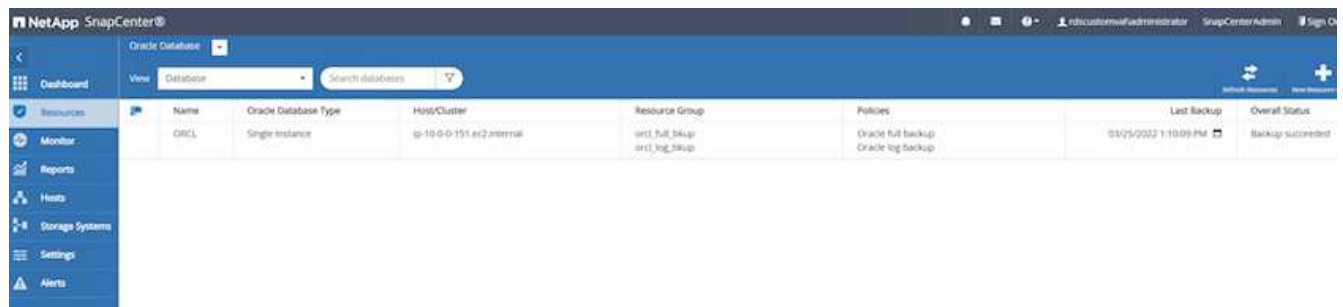 NetApp SnapCenter®
rdscustomval\administrator SnapCenterAdmin Sign O
Oracle Database
Dashboard
View Database Search databases
Refresh Resources New Resource
Resources
Name Oracle Database Type Host/Cluster Resource Group Policies Last Backup Overall Status
ORCL Single Instance ip-10-0-0-151.ec2.internal orcl_full_bkup Oracle full backup 03/25/2022 1:10:09 PM Backup succeeded
orcl_log_bkup Oracle log backup
Monitor
Reports
Hosts
Storage Systems
Settings
Alerts